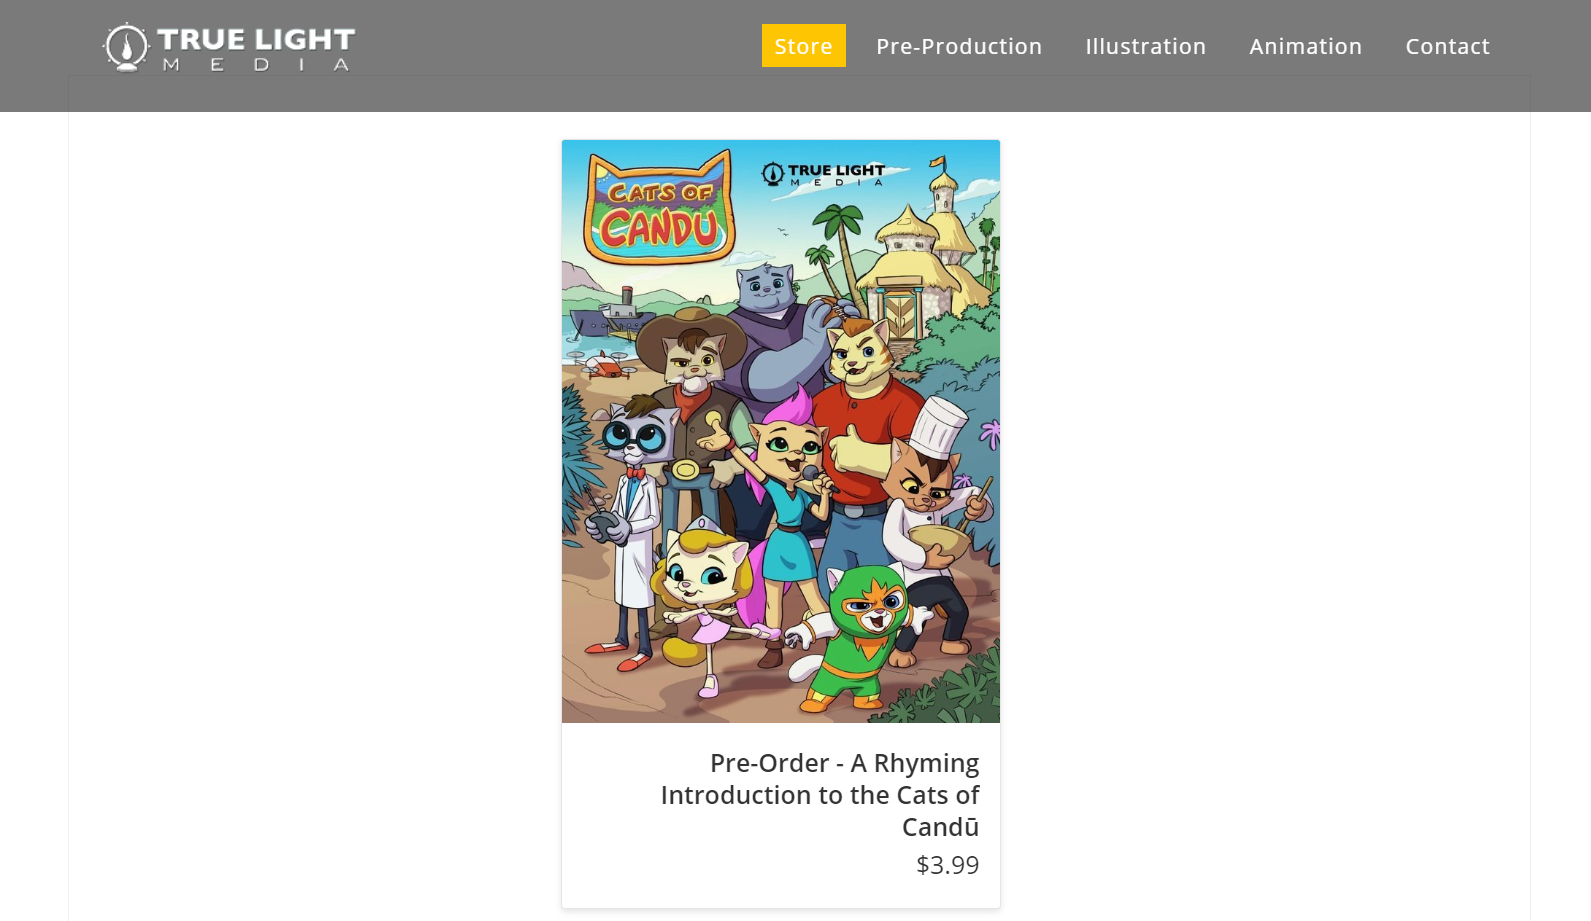 TRUE LIGHT
MEDIA
Store
Pre-Production
Illustration
Animation
Contact
CATS OF
CANDU
TRUE LIGHT
MEDIA
Pre-Order - A Rhyming
Introduction to the Cats of
Candū
$3.99